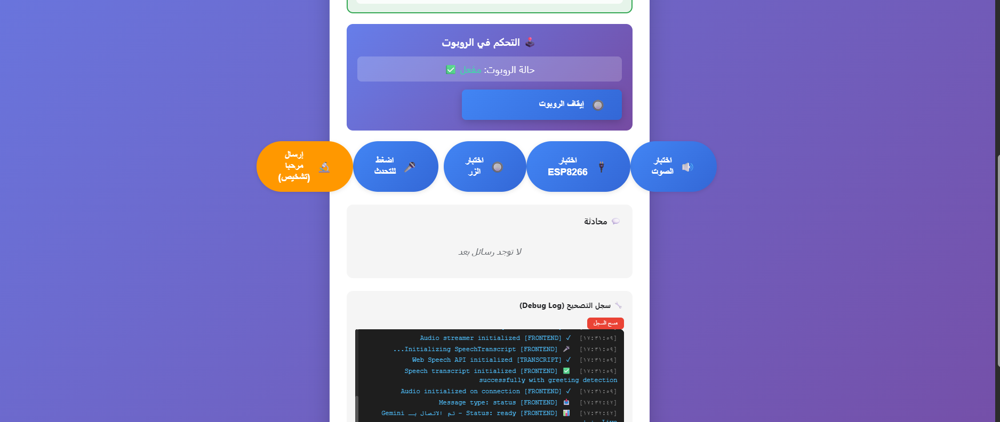 التحكم في الروبوت
حالة الروبوت: مفعل ✅
إيقاف الروبوت
اختبار
الصوت
اختبار
ESP8266
اختبار
الزر
اضغط
للتحدث
إرسال
مرحبا
(تشخيص)
محادثة
لا توجد رسائل بعد
سجل التصحيح (Debug Log)
مسح السجل
[١٧:٣١:٥٩] ✓ [FRONTEND] Audio streamer initialized
[١٧:٣١:٥٩] [FRONTEND] Initializing SpeechTranscript...
[١٧:٣١:٥٩] ✓ [TRANSCRIPT] Web Speech API initialized
[١٧:٣١:٥٩] ✅ [FRONTEND] Speech transcript initialized
successfully with greeting detection
[١٧:٣١:٥٩] ✓ [FRONTEND] Audio initialized on connection
[١٧:٣٢:٤٢] [FRONTEND] Message type: status
[١٧:٣٢:٤٢] [FRONTEND] Status: ready - تم الاتصال بـ Gemini
Live